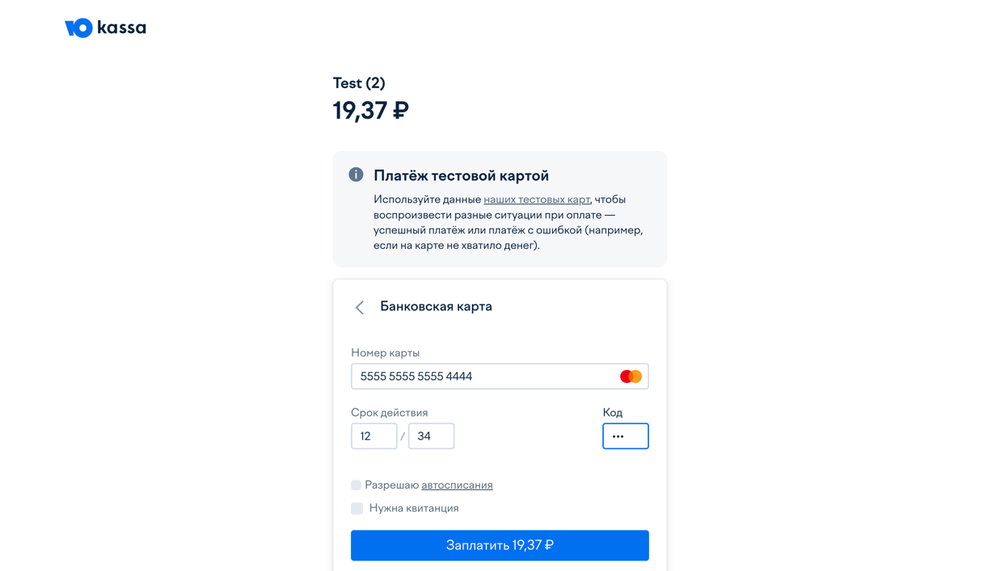 Ю kassa
Test (2)
19,37 ₽
Платёж тестовой картой
Используйте данные наших тестовых карт, чтобы
воспроизвести разные ситуации при оплате —
успешный платёж или платёж с ошибкой (например,
если на карте не хватило денег).
Банковская карта
Номер карты
5555 5555 5555 4444
Срок действия
Код
12 / 34
•••
Разрешаю автосписания
Нужна квитанция
Заплатить 19,37 ₽